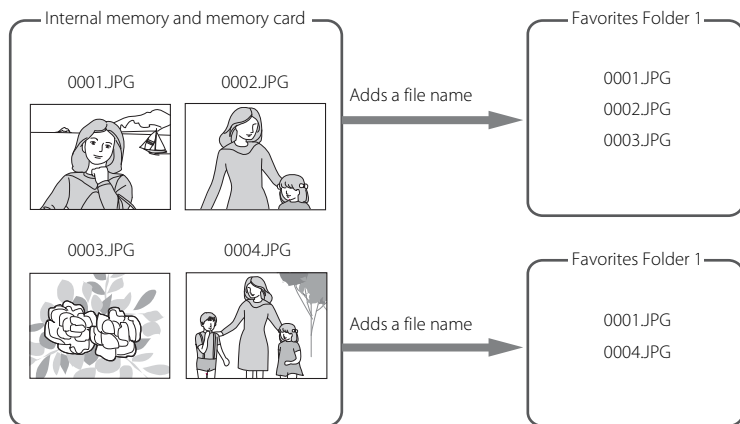 Internal memory and memory card
0001.JPG
0002.JPG
0003.JPG
0004.JPG
Adds a file name
Favorites Folder 1
0001.JPG
0002.JPG
0003.JPG
Adds a file name
Favorites Folder 1
0001.JPG
0004.JPG